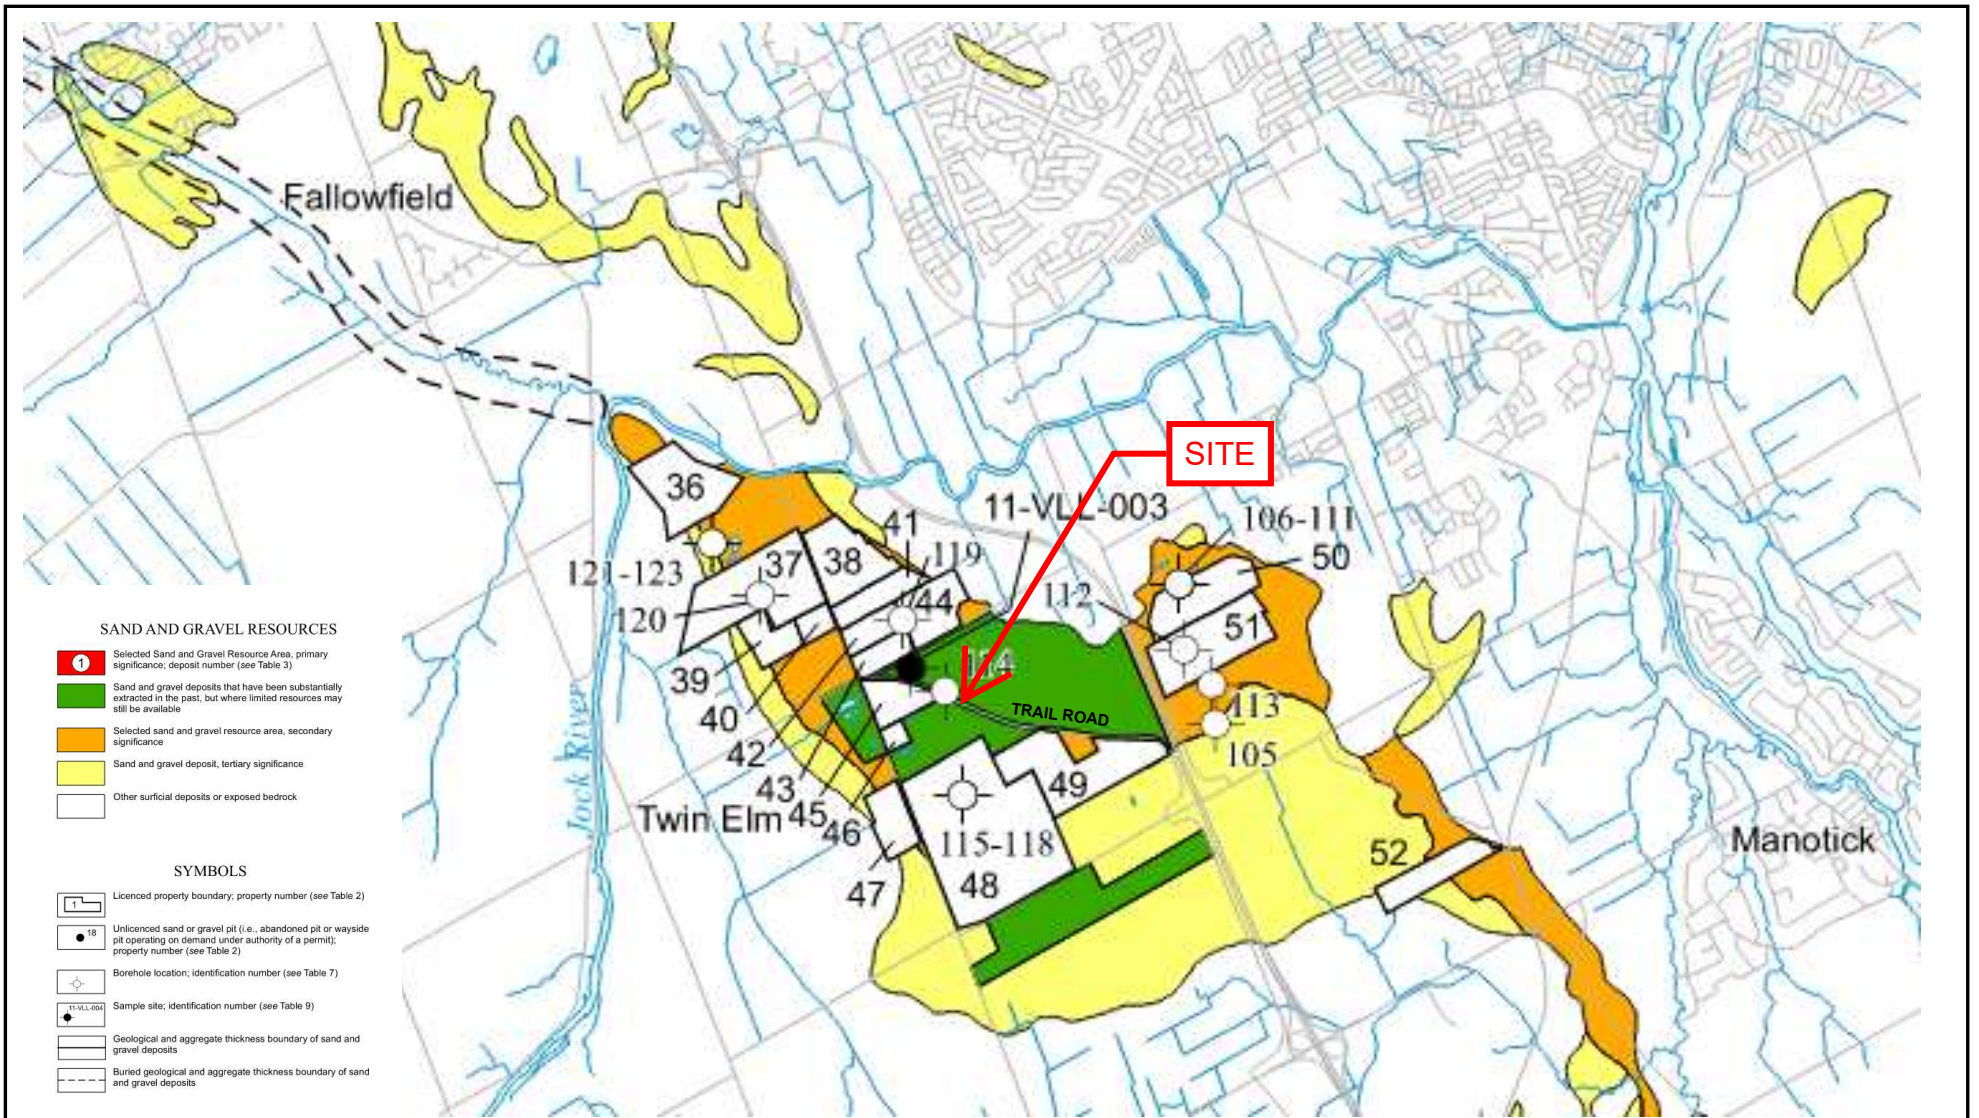 Fallowfield
SITE
36
41
11-VLL-003
106-111
50
121-123
37
38
119
44
112
51
120
39
114
TRAIL ROAD
113
40
105
42
Jock River
43
49
Twin Elm
45
46
115-118
52
Manotick
47
48
SAND AND GRAVEL RESOURCES
1
Selected Sand and Gravel Resource Area, primary
significance; deposit number (see Table 3)
Sand and gravel deposits that have been substantially
extracted in the past, but where limited resources may
still be available
Selected sand and gravel resource area, secondary
significance
Sand and gravel deposit, tertiary significance
Other surficial deposits or exposed bedrock
SYMBOLS
1
Licenced property boundary; property number (see Table 2)
18
Unlicenced sand or gravel pit (i.e., abandoned pit or wayside
pit operating on demand under authority of a permit);
property number (see Table 2)
Borehole location; identification number (see Table 7)
11-VLL-004
Sample site; identification number (see Table 9)
Geological and aggregate thickness boundary of sand and
gravel deposits
Buried geological and aggregate thickness boundary of sand
and gravel deposits